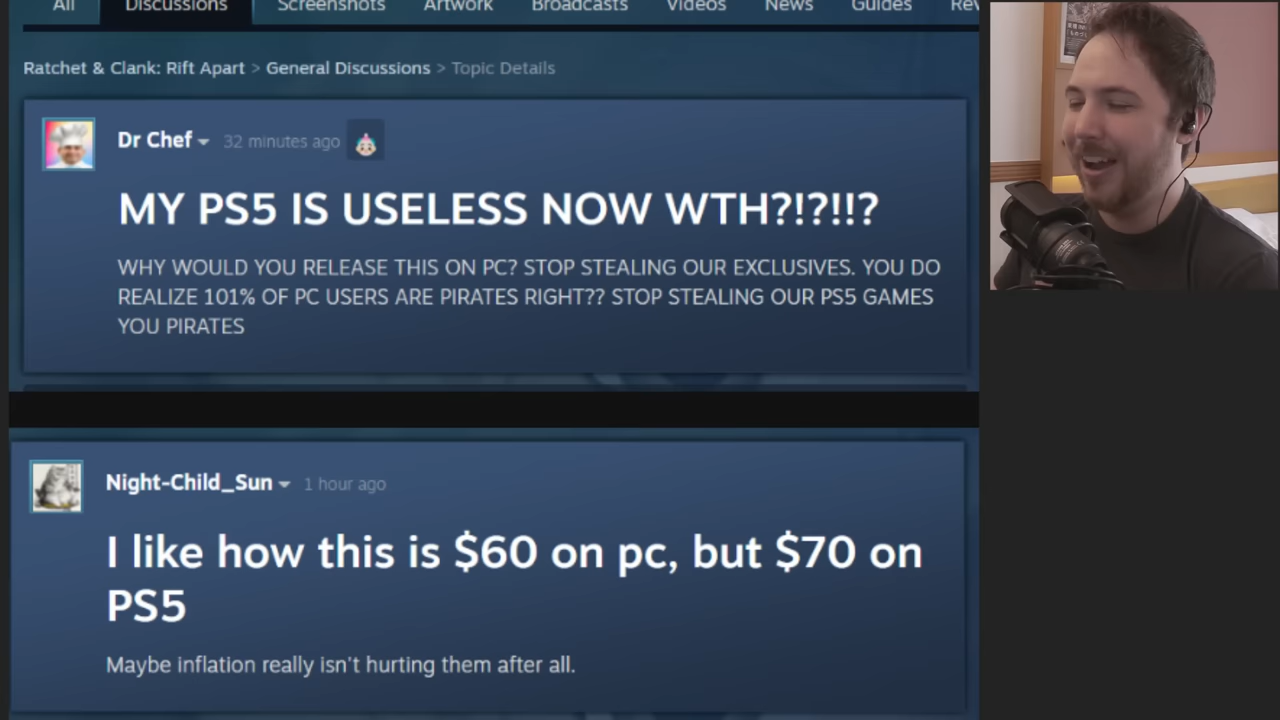 All Discussions Screenshots Artwork Broadcasts Videos News Guides Rev
Ratchet & Clank: Rift Apart > General Discussions > Topic Details
Dr Chef 32 minutes ago
MY PS5 IS USELESS NOW WTH?!?!!?
WHY WOULD YOU RELEASE THIS ON PC? STOP STEALING OUR EXCLUSIVES. YOU DO
REALIZE 101% OF PC USERS ARE PIRATES RIGHT?? STOP STEALING OUR PS5 GAMES
YOU PIRATES
Night-Child_Sun 1 hour ago
I like how this is $60 on pc, but $70 on
PS5
Maybe inflation really isn't hurting them after all.